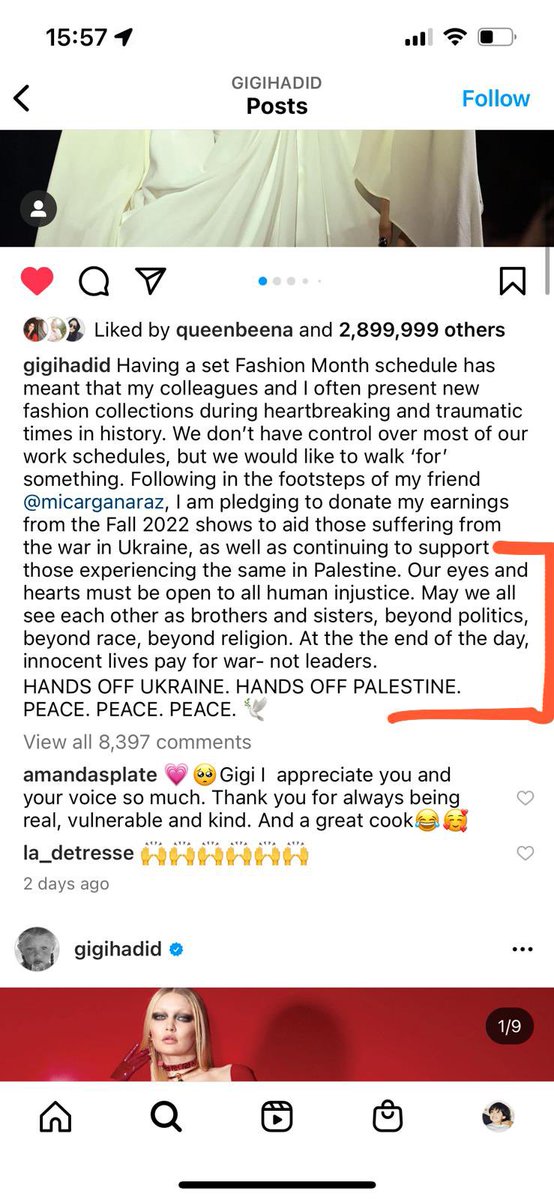 15:57
GIGIHADID
Posts
Follow
Liked by queenbeena and 2,899,999 others
gigihadid Having a set Fashion Month schedule has
meant that my colleagues and I often present new
fashion collections during heartbreaking and traumatic
times in history. We don’t have control over most of our
work schedules, but we would like to walk ‘for’
something. Following in the footsteps of my friend
@micarganaraz, I am pledging to donate my earnings
from the Fall 2022 shows to aid those suffering from
the war in Ukraine, as well as continuing to support
those experiencing the same in Palestine. Our eyes and
hearts must be open to all human injustice. May we all
see each other as brothers and sisters, beyond politics,
beyond race, beyond religion. At the the end of the day,
innocent lives pay for war- not leaders.
HANDS OFF UKRAINE. HANDS OFF PALESTINE.
PEACE. PEACE. PEACE. 🕊️
View all 8,397 comments
amandasplate 💗🥺Gigi I appreciate you and
your voice so much. Thank you for always being
real, vulnerable and kind. And a great cook😂🥰
la_detresse 🙌🙌🙌🙌🙌🙌
2 days ago
gigihadid
1/9